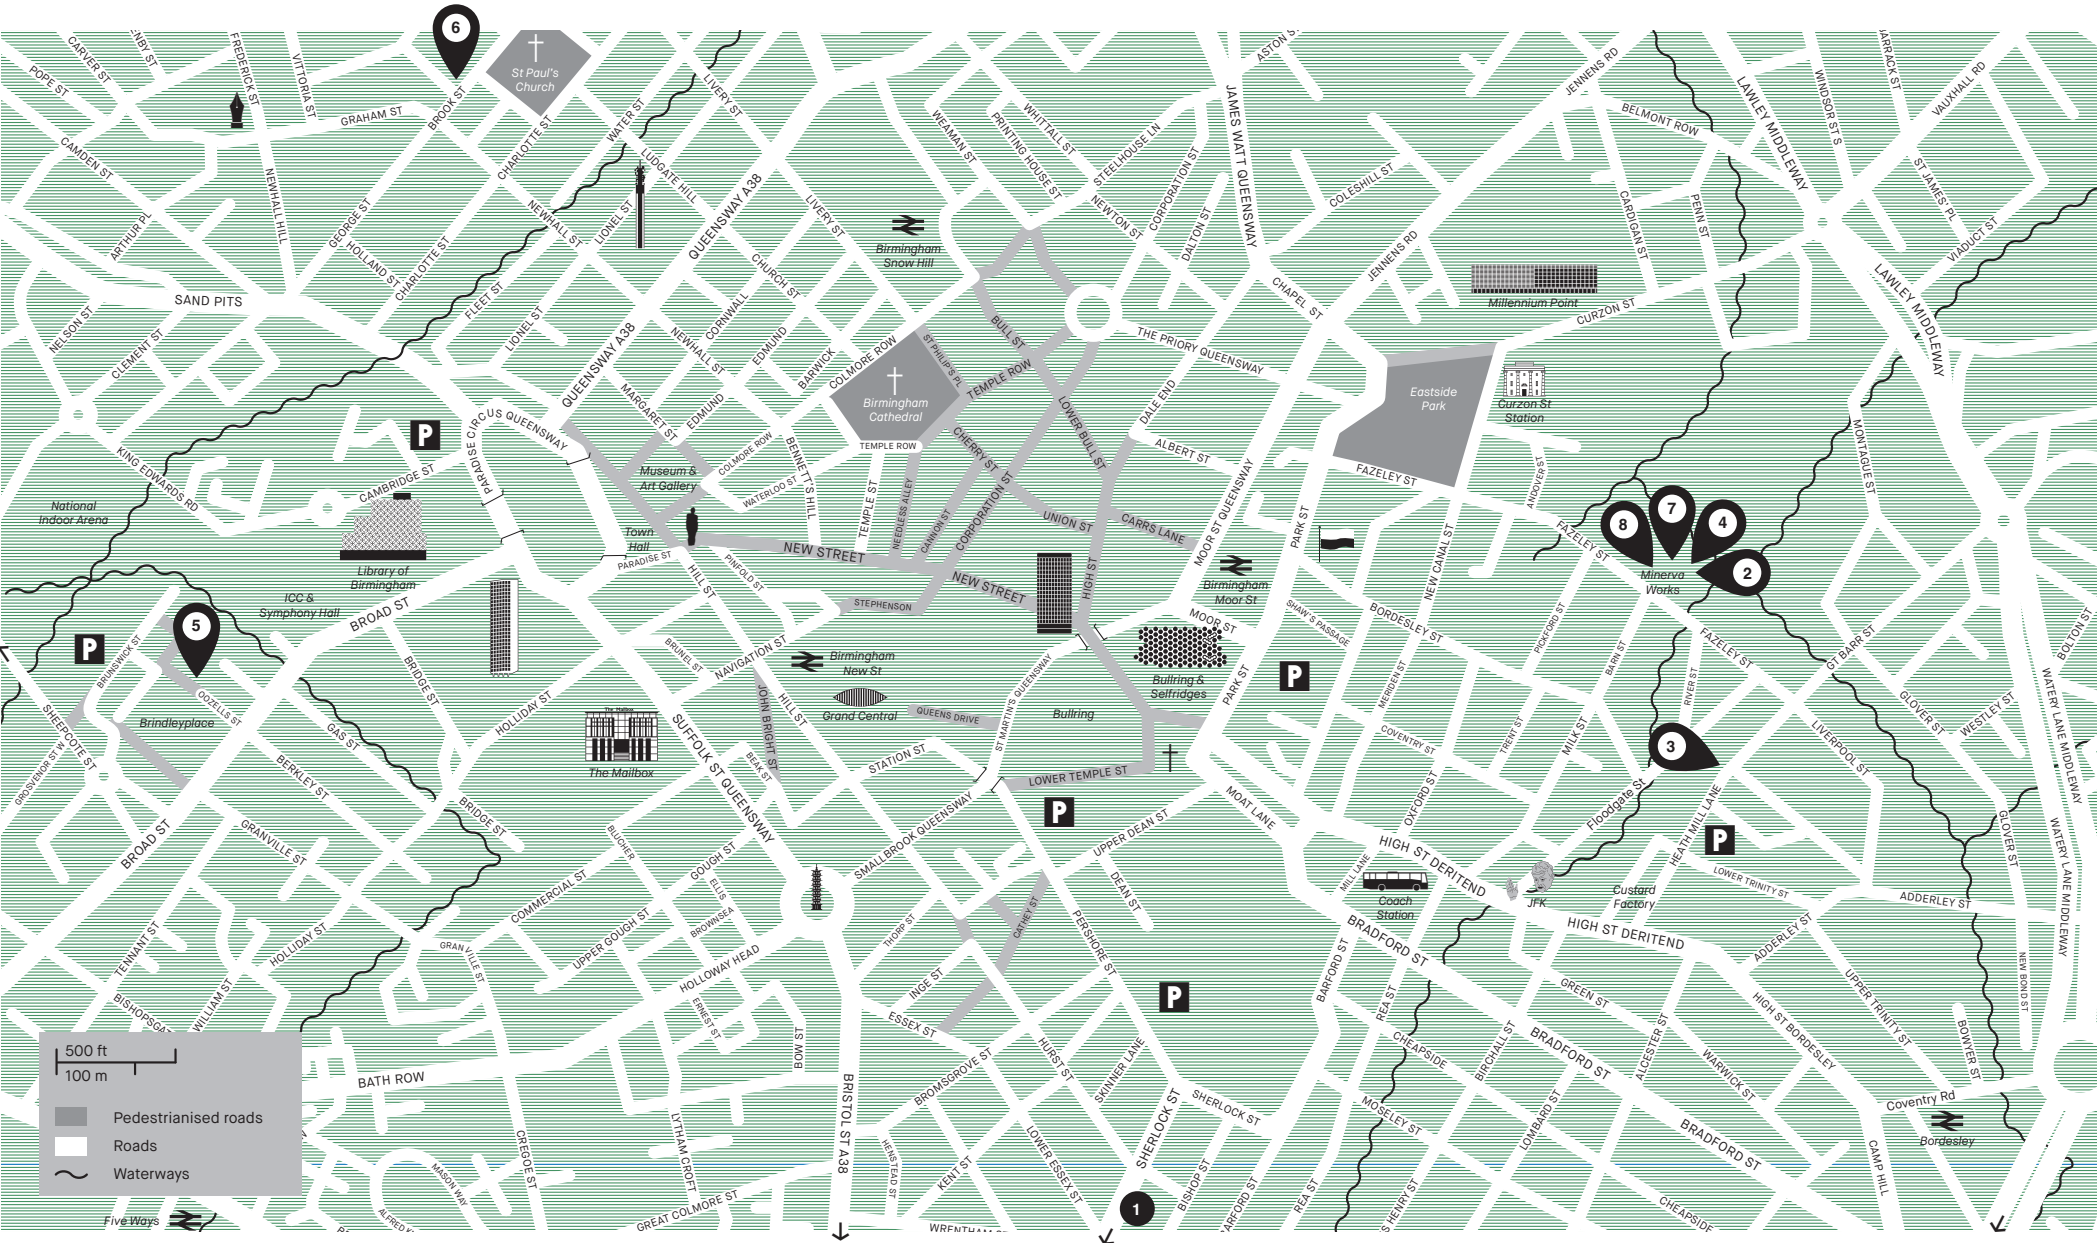 6
CARVER ST
FREDERICK ST
VITTORIA ST
POPE ST
St Paul's
Church
LIVERY ST
ASTON ST
JAMES WATT QUEENSWAY
JENNENS RD
LAWLEY MIDDLEWAY
WINDSOR ST S
VAUXHALL RD
BELMONT ROW
GRAHAM ST
BROOK ST
CHARLOTTE ST
WATER ST
LUDGATE HILL
WEAMAN ST
PRINTING HOUSE ST
WHITTALL ST
STEELHOUSE LN
CORPORATION ST
COLESHILL ST
CARDIGAN ST
PENN ST
ST JAMES' PL
VIADUCT ST
CAMDEN ST
ARTHUR PL
NEWHALL HILL
GEORGE ST
HOLLAND ST
CHARLOTTE ST
NEWHALL ST
LIONEL ST
QUEENSWAY A38
LIVERY ST
Birmingham
Snow Hill
NEWTON ST
DALTON ST
JENNENS RD
CHAPEL ST
Millennium Point
CURZON ST
LAWLEY MIDDLEWAY
SAND PITS
NELSON ST
CLEMENT ST
FLEET ST
LIONEL ST
QUEENSWAY A38
CHURCH ST
CORNWALL
NEWHALL ST
EDMUND
BARWICK
COLMORE ROW
ST PHILIP'S PL
BULL ST
TEMPLE ROW
THE PRIORY QUEENSWAY
Birmingham
Cathedral
TEMPLE ROW
Eastside
Park
Curzon St
Station
PARADISE CIRCUS QUEENSWAY
MARGARET ST
EDMUND
COLMORE ROW
BENNETT'S HILL
WATERLOO ST
TEMPLE ST
NEEDLESS ALLEY
CANNON ST
CHERRY ST
CORPORATION ST
LOWER BULL ST
DALE END
ALBERT ST
UNION ST
CARRS LANE
MOOR ST QUEENSWAY
FAZELEY ST
ANDOVER ST
MONTAGUE ST
P
KING EDWARDS RD
CAMBRIDGE ST
National
Indoor Arena
Library of
Birmingham
ICC &
Symphony Hall
Museum &
Art Gallery
Town
Hall
PARADISE ST
NEW STREET
NEW STREET
STEPHENSON
PINFOLD ST
HILL ST
HIGH ST
PARK ST
Birmingham
Moor St
NEW CANAL ST
FAZELEY ST
8
7
4
2
Minerva
Works
5
P
BROAD ST
BRUNSWICK ST
OOZELLS ST
Brindleyplace
SHEEPCOTE ST
GROSVENOR ST W
GAS ST
BERKLEY ST
BRIDGE ST
HOLLIDAY ST
BRUNEL ST
NAVIGATION ST
Birmingham
New St
Grand Central
JOHN BRIGHT ST
HILL ST
QUEENS DRIVE
ST MARTIN'S QUEENSWAY
Bullring
MOOR ST
Bullring &
Selfridges
SHAW'S PASSAGE
BORDESLEY ST
P
PARK ST
MERIDEN ST
COVENTRY ST
OXFORD ST
TRENT ST
PICKFORD ST
BARN ST
MILK ST
RIVER ST
FAZELEY ST
GT BARR ST
LIVERPOOL ST
GLOVER ST
WESTLEY ST
BOLTON ST
WATERY LANE MIDDLEWAY
3
The Mailbox
The Mailbox
SUFFOLK ST QUEENSWAY
BEAK ST
STATION ST
LOWER TEMPLE ST
P
SMALLBROOK QUEENSWAY
UPPER DEAN ST
MOAT LANE
HIGH ST DERITEND
Floodgate St
HEATH MILL LANE
P
BROAD ST
GRANVILLE ST
BRIDGE ST
BLUCHER
COMMERCIAL ST
GOUGH ST
ELLIS
BROWNSEA
UPPER GOUGH ST
HOLLOWAY HEAD
THORP ST
CATHEY ST
DEAN ST
MILL LANE
Coach
Station
JFK
Custard
Factory
LOWER TRINITY ST
ADDERLEY ST
GLOVER ST
WATERY LANE MIDDLEWAY
TENNANT ST
HOLLIDAY ST
GRANVILLE ST
INGE ST
PERSHORE ST
BRADFORD ST
BARFORD ST
HIGH ST DERITEND
ADDERLEY ST
UPPER TRINITY ST
NEW BOND ST
BISHOPSGA
WILLIAM ST
ERNEST ST
BOW ST
ESSEX ST
HURST ST
P
REA ST
GREEN ST
HIGH ST BORDESLEY
BOWYER ST
500 ft
100 m
Pedestrianised roads
Roads
Waterways
Five Ways
BATH ROW
BROMSGROVE ST
SKINNER LANE
CHEAPSIDE
BIRCHALL ST
BRADFORD ST
ALCESTER ST
WARWICK ST
Coventry Rd
Bordesley
MASON WAY
CREGOE ST
LYTHAM CROFT
GREAT COLMORE ST
BRISTOL ST A38
HENSTEAD ST
KENT ST
LOWER ESSEX ST
SHERLOCK ST
SHERLOCK ST
1
BISHOP ST
ARFORD ST
REA ST
MOSELEY ST
S HENRY ST
LOMBARD ST
BRADFORD ST
CHEAPSIDE
CAMP HILL
WRENTHAM